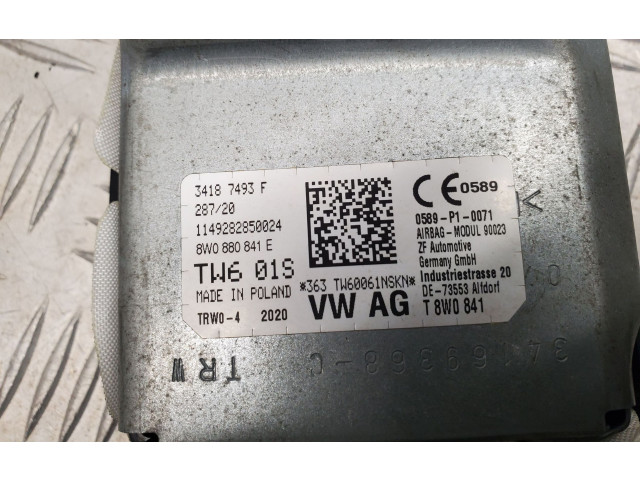 3418 7493 F
287/20
1149282850024
8W0 880 841 E
TW6 01S
MADE IN POLAND
TRW0-4 2020
*363 TW60061NSKN*
VW AG
CE 0589
0589-P1-0071
AIRBAG-MODUL 90023
ZF Automotive
Germany GmbH
Industriestrasse 20
DE-73553 Alfdorf
T 8W0 841
34169368-C
TRW